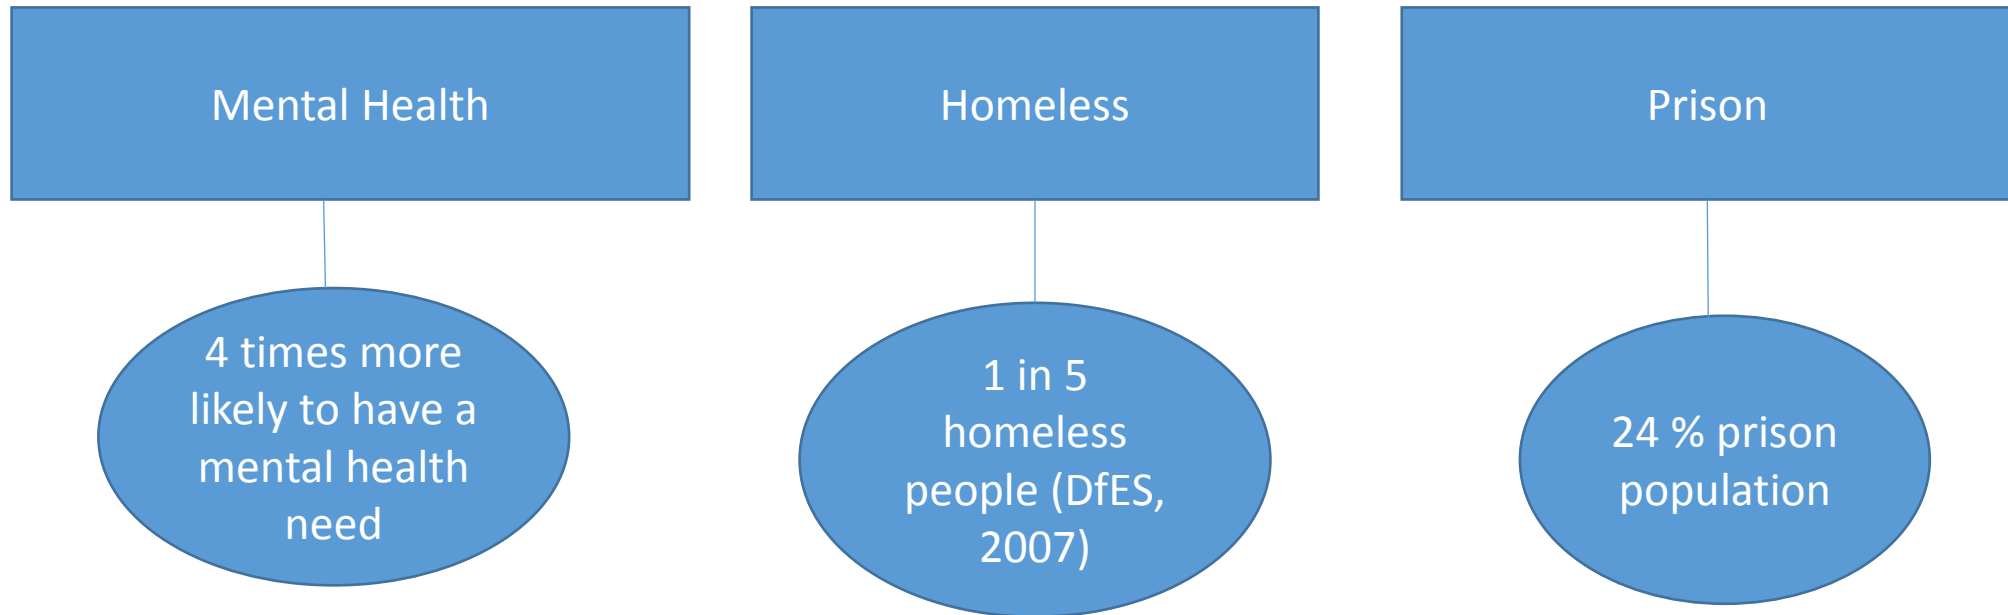 Mental Health
Homeless
Prison
4 times more
likely to have a
mental health
need
1 in 5
homeless
people (DfES,
2007)
24 % prison
population